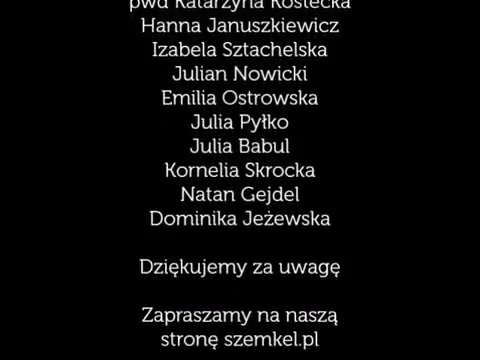 pwd Katarzyna Kostecka
Hanna Januszkiewicz
Izabela Sztachelska
Julian Nowicki
Emilia Ostrowska
Julia Pyłko
Julia Babul
Kornelia Skrocka
Natan Gejdel
Dominika Jeżewska
Dziękujemy za uwagę
Zapraszamy na naszą
stronę szemkel.pl